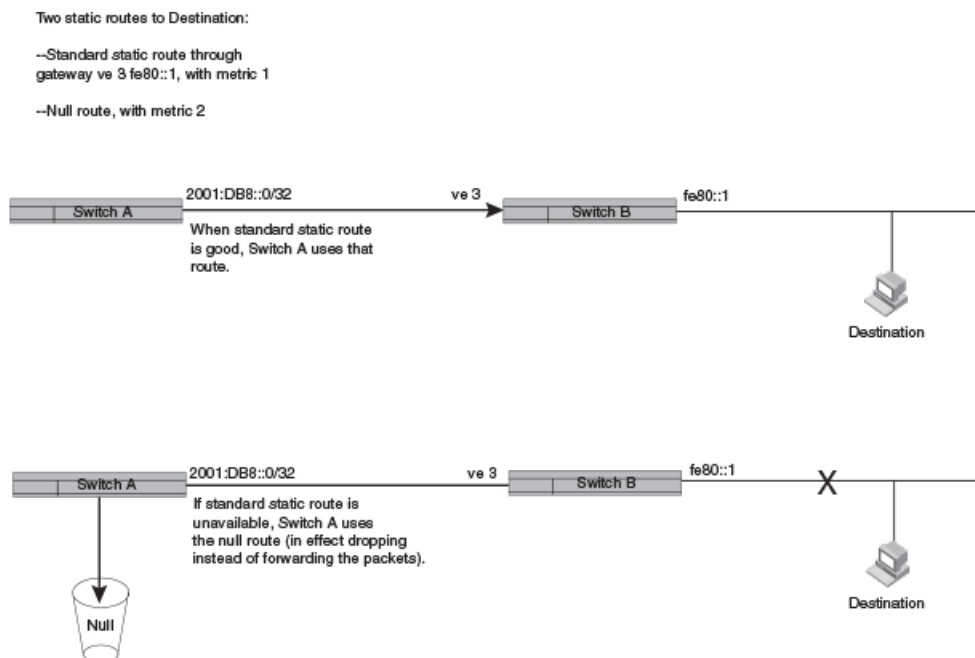 Two static routes to Destination:
--Standard static route through
gateway ve 3 fe80::1, with metric 1
--Null route, with metric 2
2001:DB8::0/32
ve 3
fe80::1
Switch A
Switch B
When standard static route
is good, Switch A uses that
route.
Destination
2001:DB8::0/32
ve 3
fe80::1
Switch A
Switch B
X
If standard static route is
unavailable, Switch A uses
the null route (in effect dropping
instead of forwarding the packets).
Destination
Null